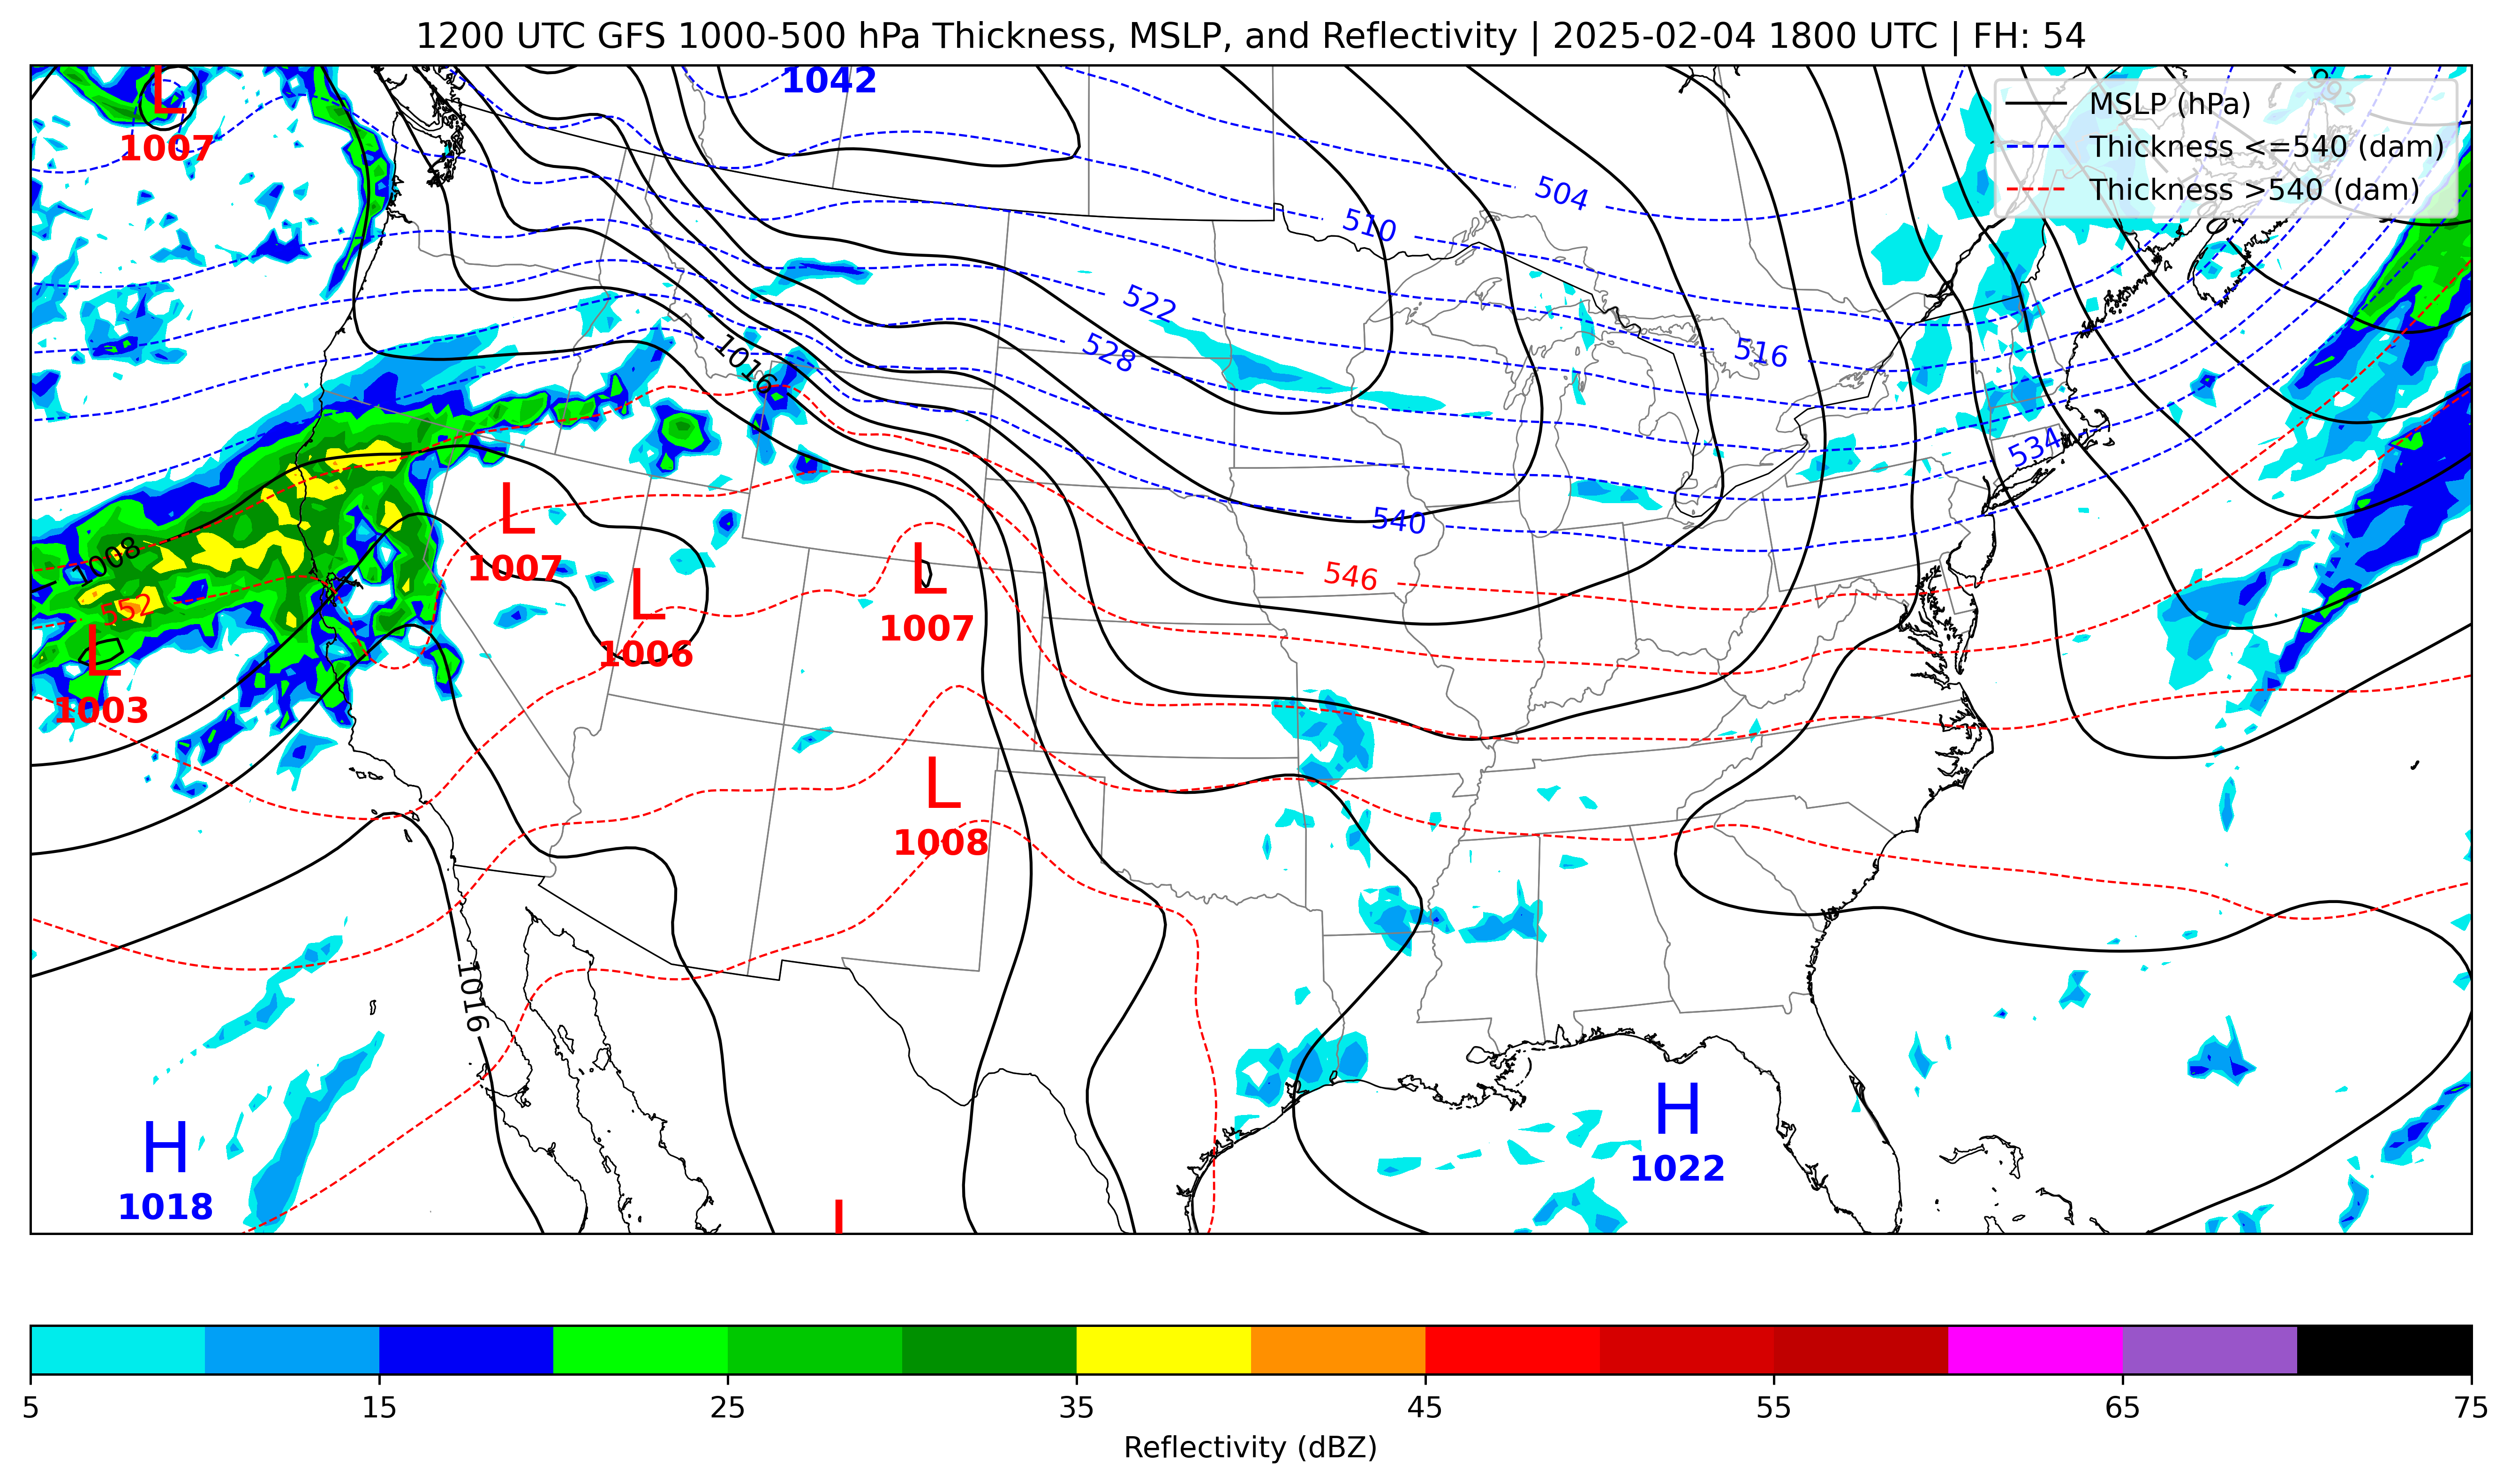 1200 UTC GFS 1000-500 hPa Thickness, MSLP, and Reflectivity | 2025-02-04 1800 UTC | FH: 54
L
1007
1042
MSLP (hPa)
Thickness <=540 (dam)
Thickness >540 (dam)
504
510
522
528
516
1016
534
540
546
L
1007
L
1007
L
1006
1008
552
L
1003
L
1008
1016
H
1018
H
1022
L
5
15
25
35
45
55
65
75
Reflectivity (dBZ)